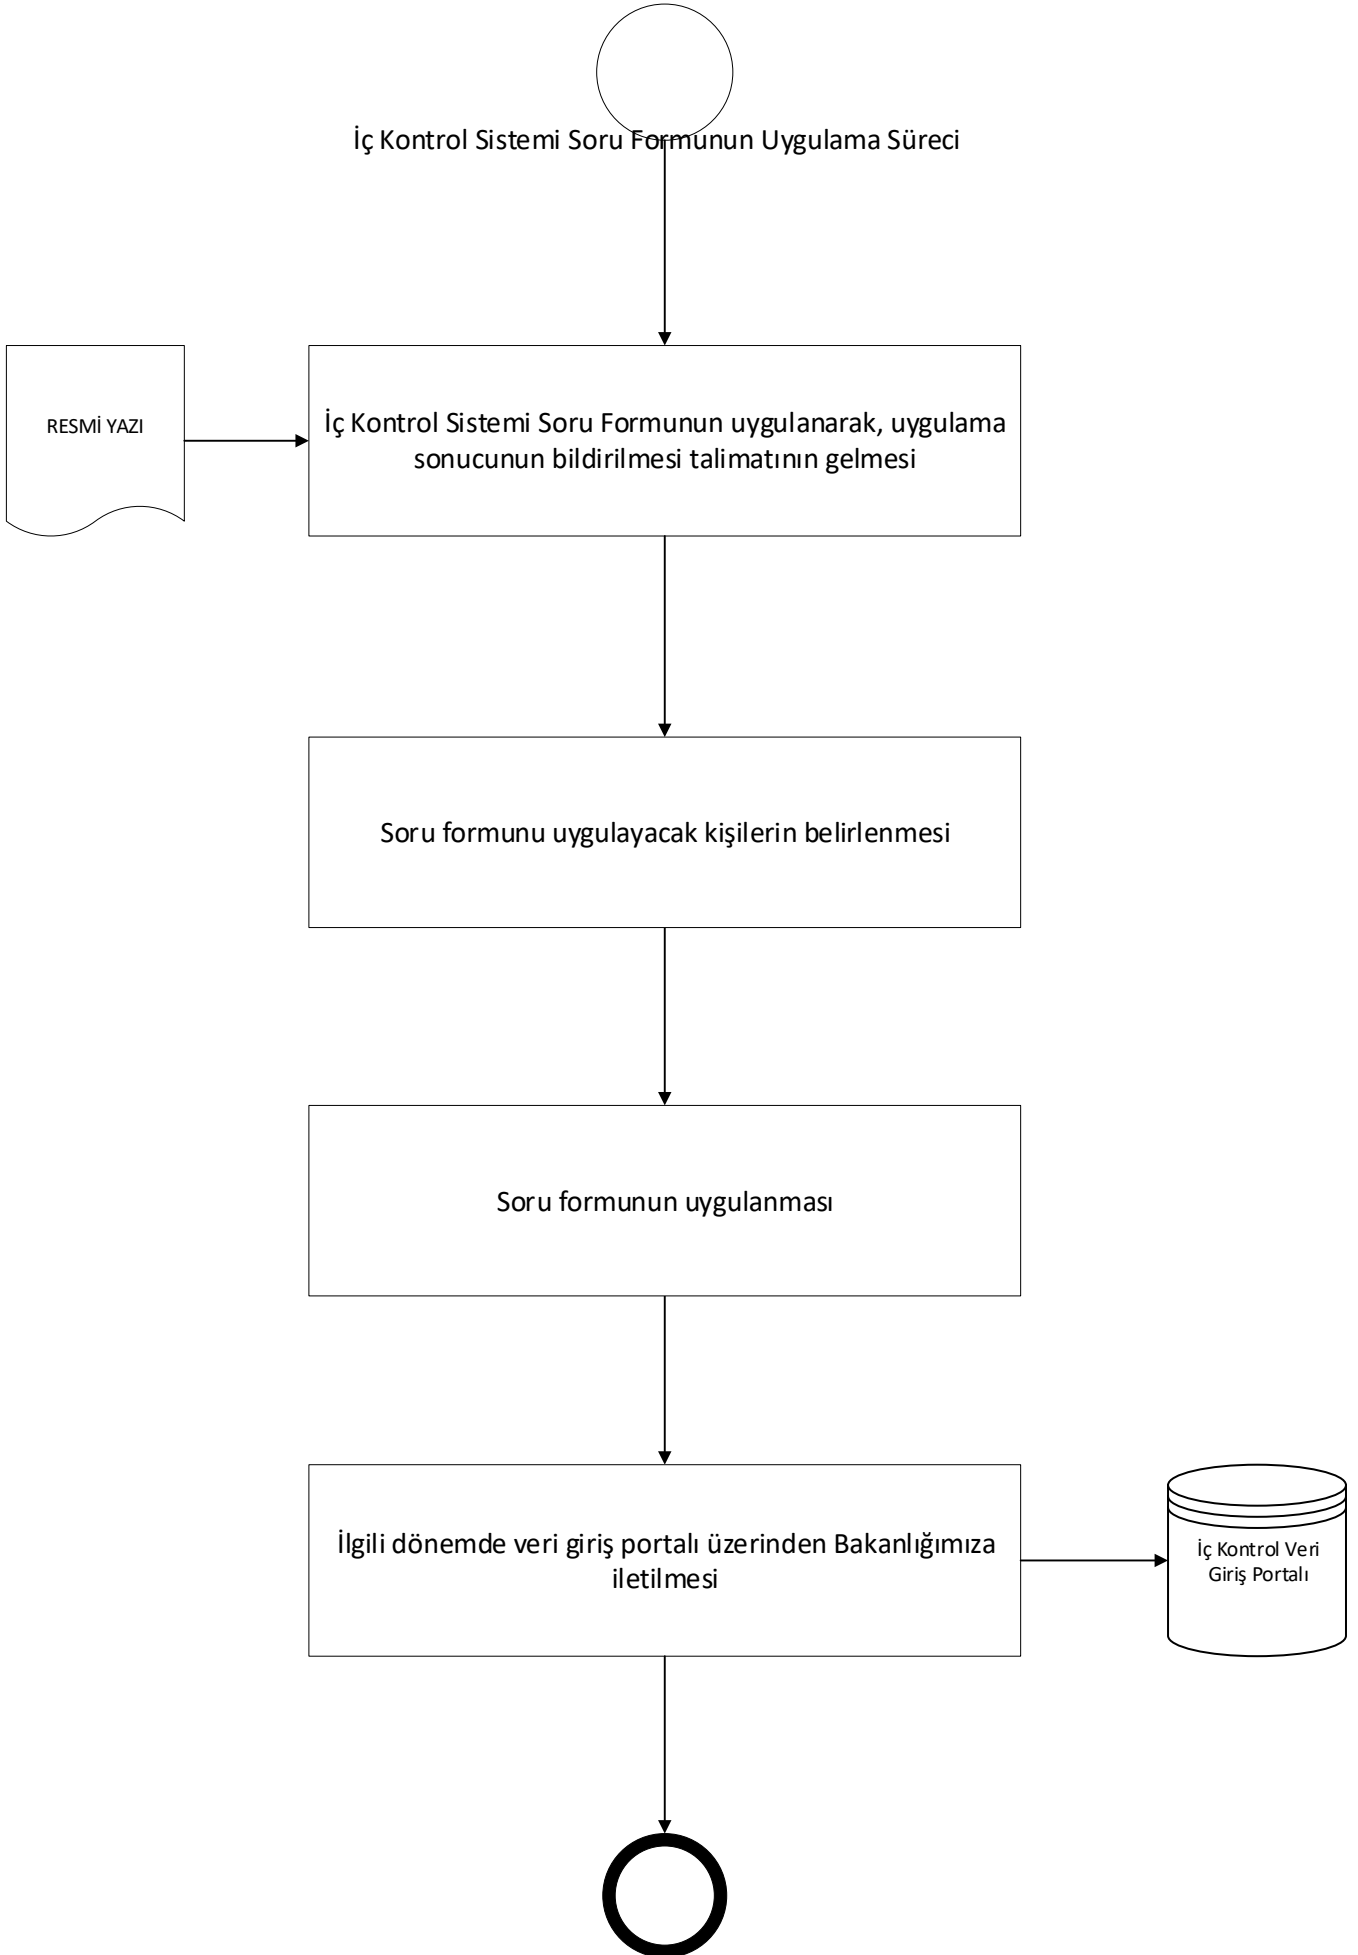 İç Kontrol Sistemi Soru Formunun Uygulama Süreci
RESMİ YAZI
İç Kontrol Sistemi Soru Formunun uygulanarak, uygulama
sonucunun bildirilmesi talimatının gelmesi
Soru formunu uygulayacak kişilerin belirlenmesi
Soru formunun uygulanması
İlgili dönemde veri giriş portalı üzerinden Bakanlığımıza
iletilmesi
İç Kontrol Veri
Giriş Portalı